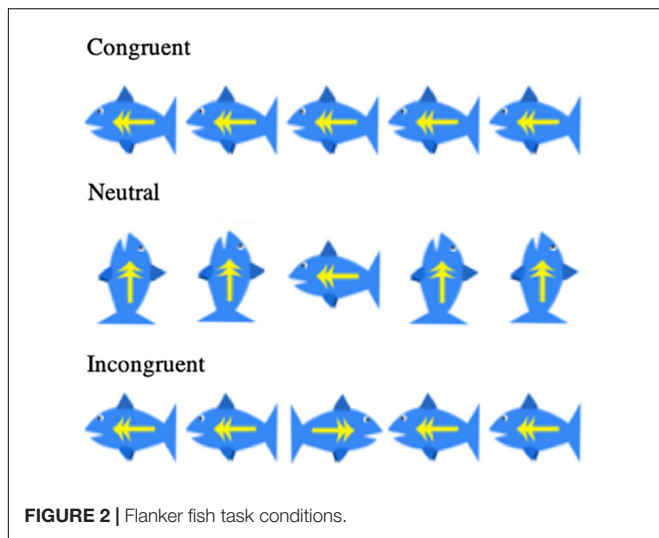 Congruent
Neutral
Incongruent
FIGURE 2 | Flanker fish task conditions.